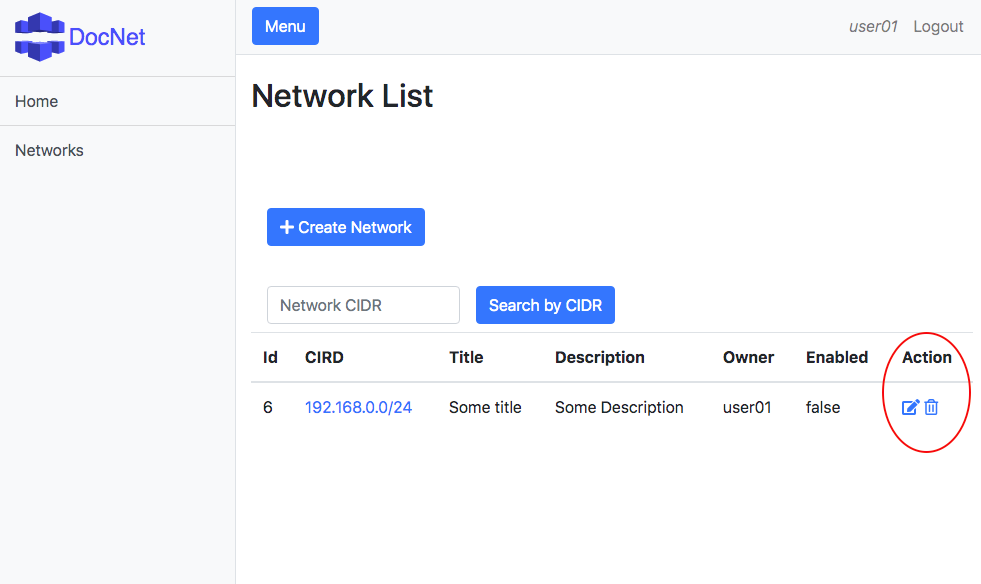 DocNet
Menu
user01 Logout
Home
Networks
Network List
Create Network
Network CIDR Search by CIDR
Id CIRD Title Description Owner Enabled Action
6 192.168.0.0/24 Some title Some Description user01 false